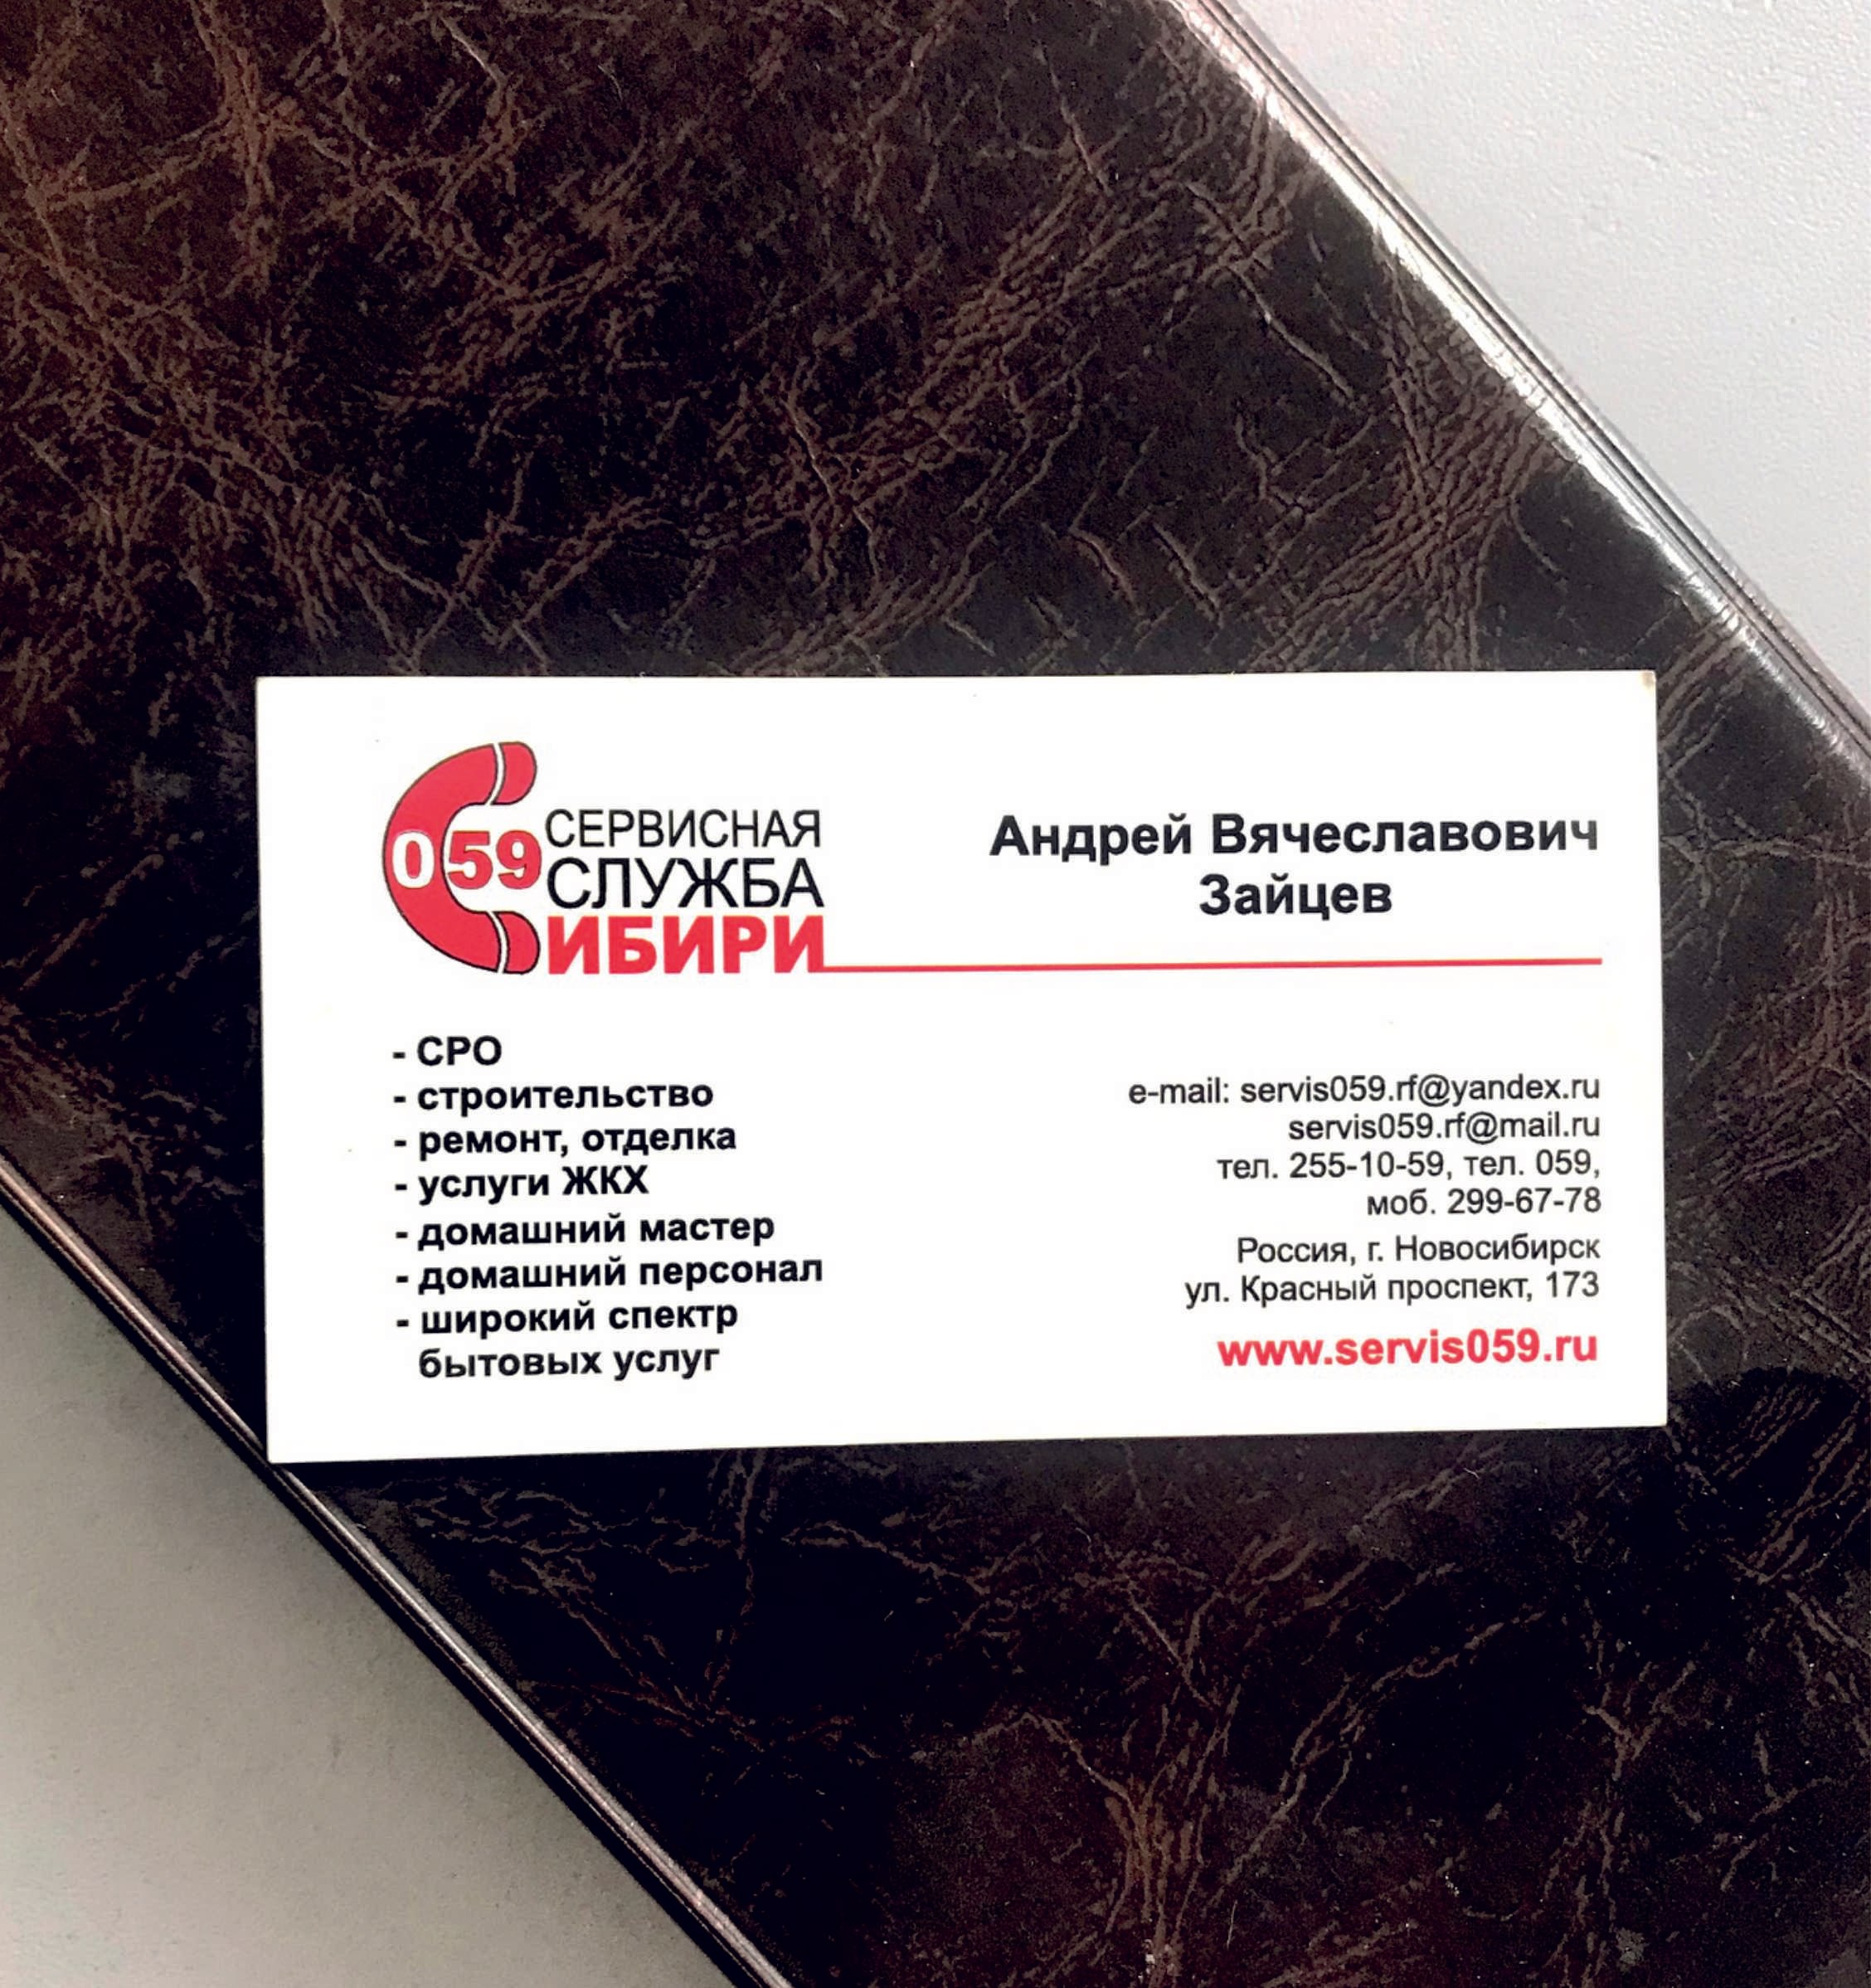 059
СЕРВИСНАЯ
СЛУЖБА
СИБИРИ
Андрей Вячеславович
Зайцев
- СРО
- строительство
- ремонт, отделка
- услуги ЖКХ
- домашний мастер
- домашний персонал
- широкий спектр
бытовых услуг
e-mail: servis059.rf@yandex.ru
servis059.rf@mail.ru
тел. 255-10-59, тел. 059,
моб. 299-67-78
Россия, г. Новосибирск
ул. Красный проспект, 173
www.servis059.ru